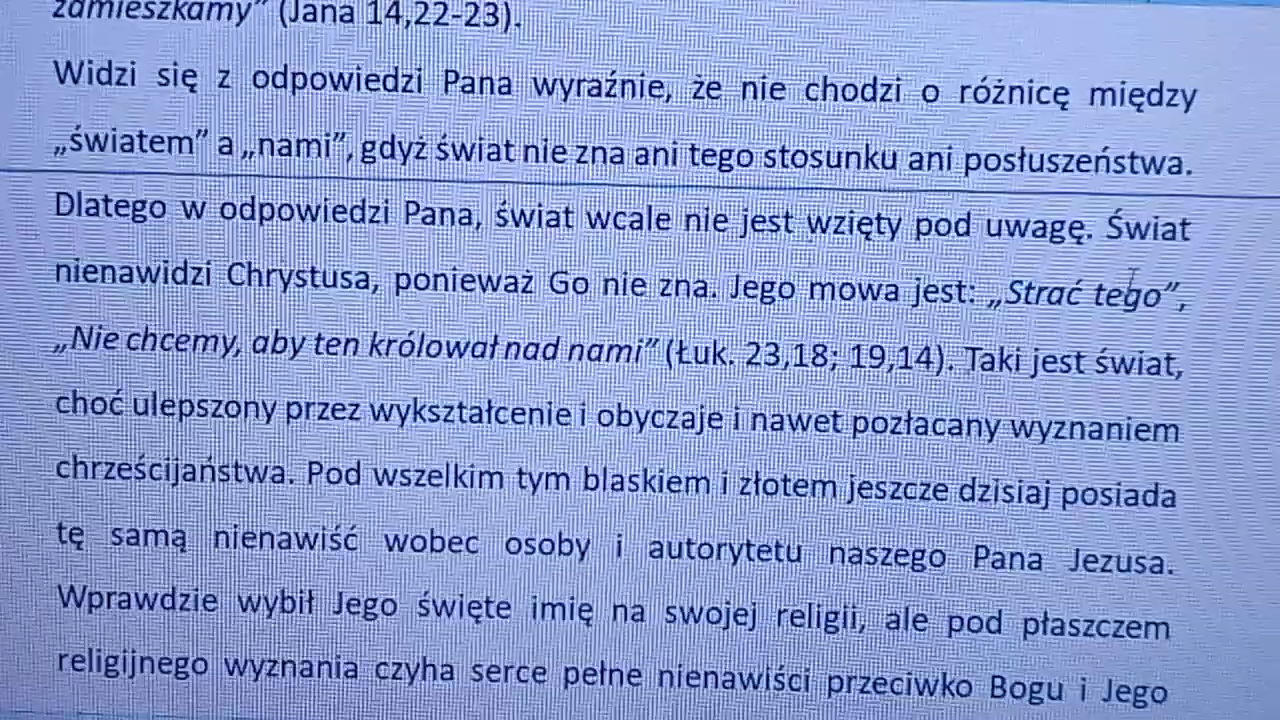 zamieszkamy" (Jana 14,22-23).
Widzi się z odpowiedzi Pana wyraźnie, że nie chodzi o różnicę między
„światem" a „nami", gdyż świat nie zna ani tego stosunku ani posłuszeństwa.
Dlatego w odpowiedzi Pana, świat wcale nie jest wzięty pod uwagę. Świat
nienawidzi Chrystusa, ponieważ Go nie zna. Jego mowa jest: „Strać tego",
„Nie chcemy, aby ten królował nad nami" (Łuk. 23,18; 19,14). Taki jest świat,
choć ulepszony przez wykształcenie i obyczaje i nawet pozłacany wyznaniem
chrześcijaństwa. Pod wszelkim tym blaskiem i złotem jeszcze dzisiaj posiada
tę samą nienawiść wobec osoby i autorytetu naszego Pana Jezusa.
Wprawdzie wybił Jego święte imię na swojej religii, ale pod płaszczem
religijnego wyznania czyha serce pełne nienawiści przeciwko Bogu i Jego